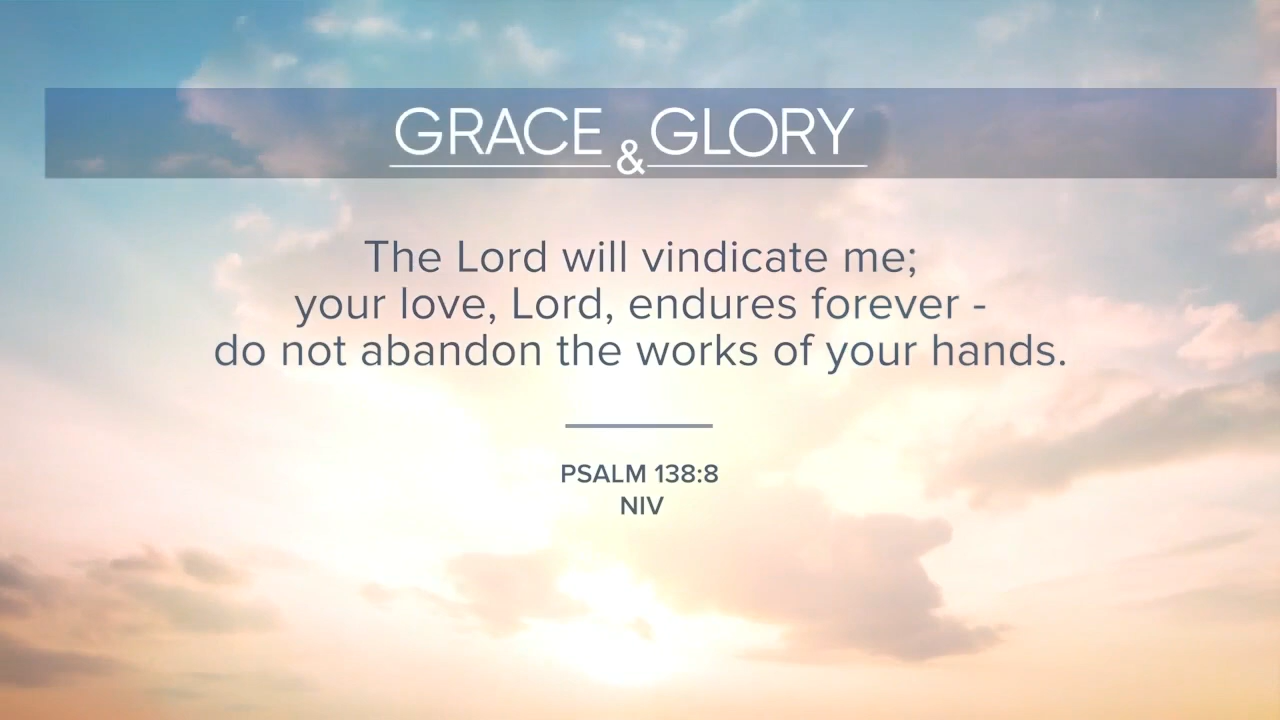 GRACE & GLORY
The Lord will vindicate me;
your love, Lord, endures forever -
do not abandon the works of your hands.
PSALM 138:8
NIV